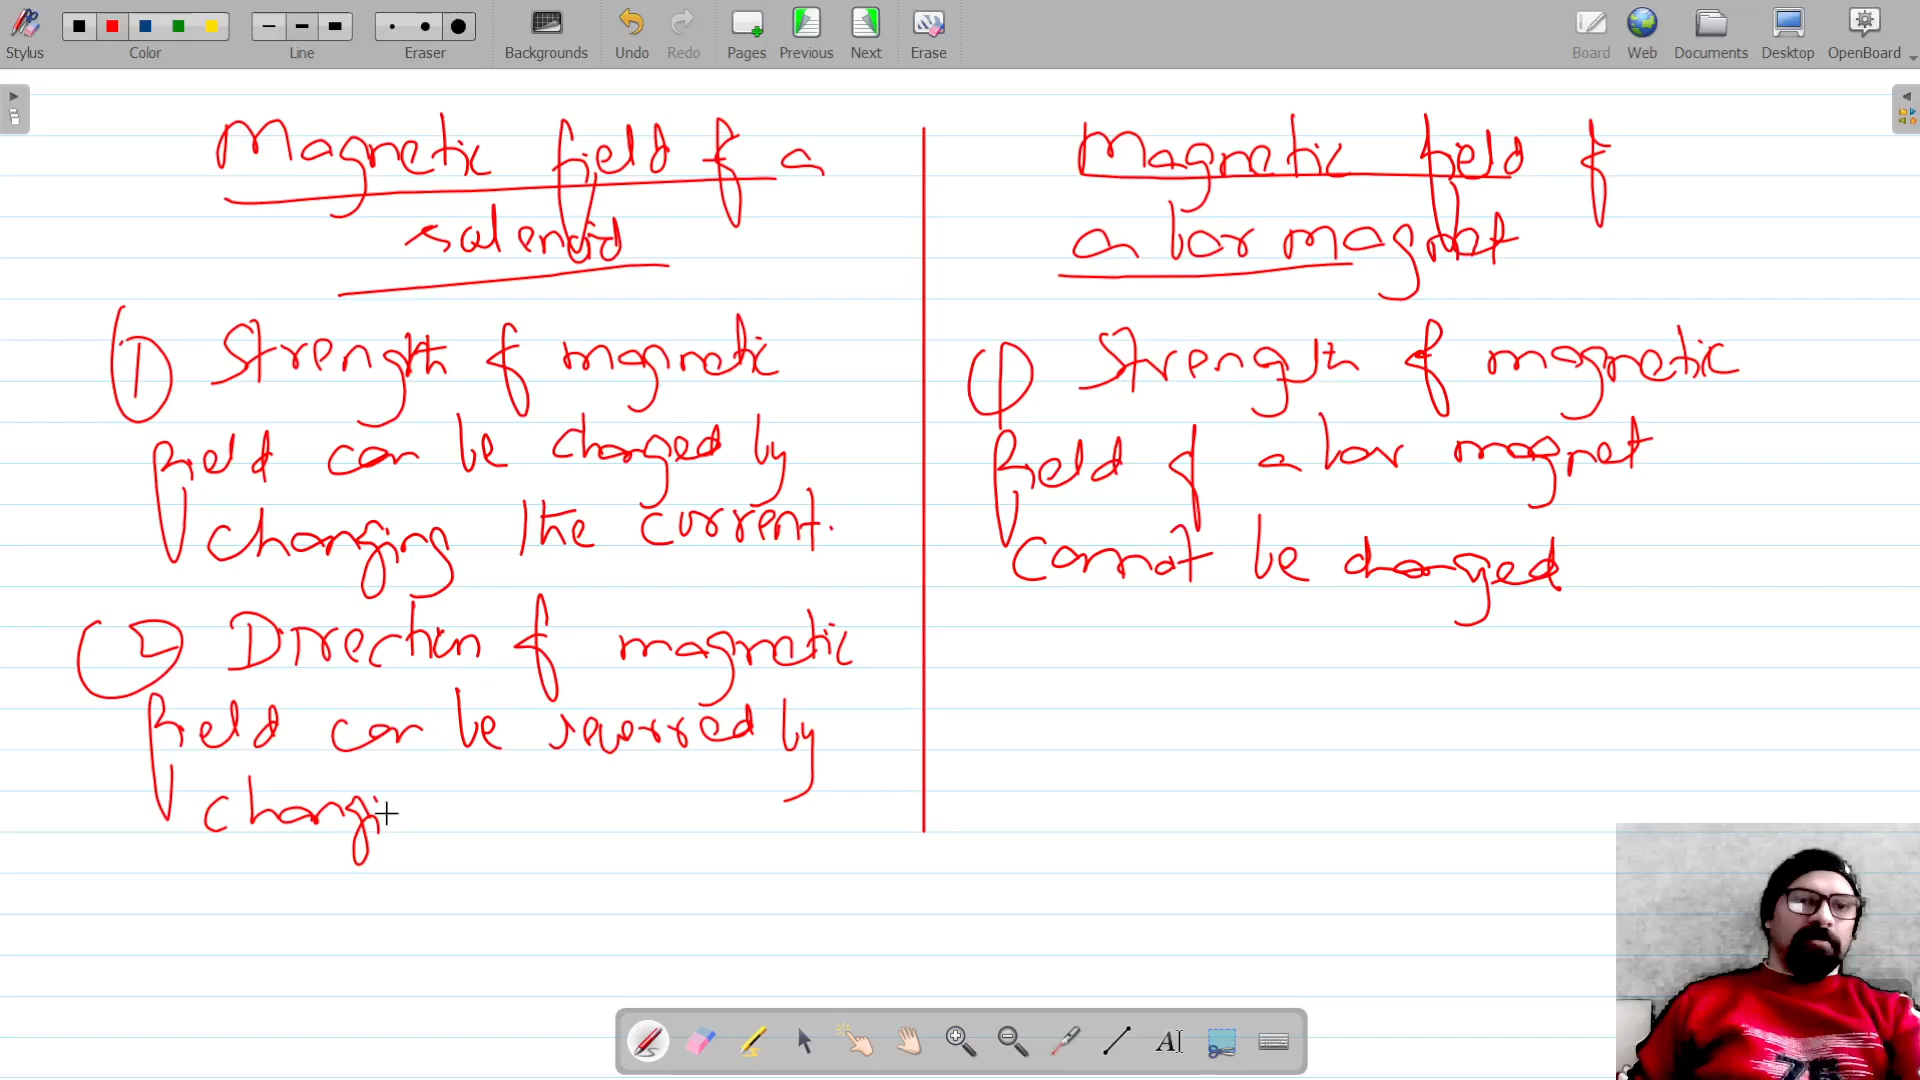 Stylus Color Line Eraser Backgrounds Undo Redo Pages Previous Next Erase Board Web Documents Desktop OpenBoard
Magnetic field of a
solenoid
① Strength of magnetic
field can be changed by
changing the current.
② Direction of magnetic
field can be reverred by
changi
Magnetic field of
a bar magnet
① Strength of magnetic
field of a bar magnet
cannot be changed